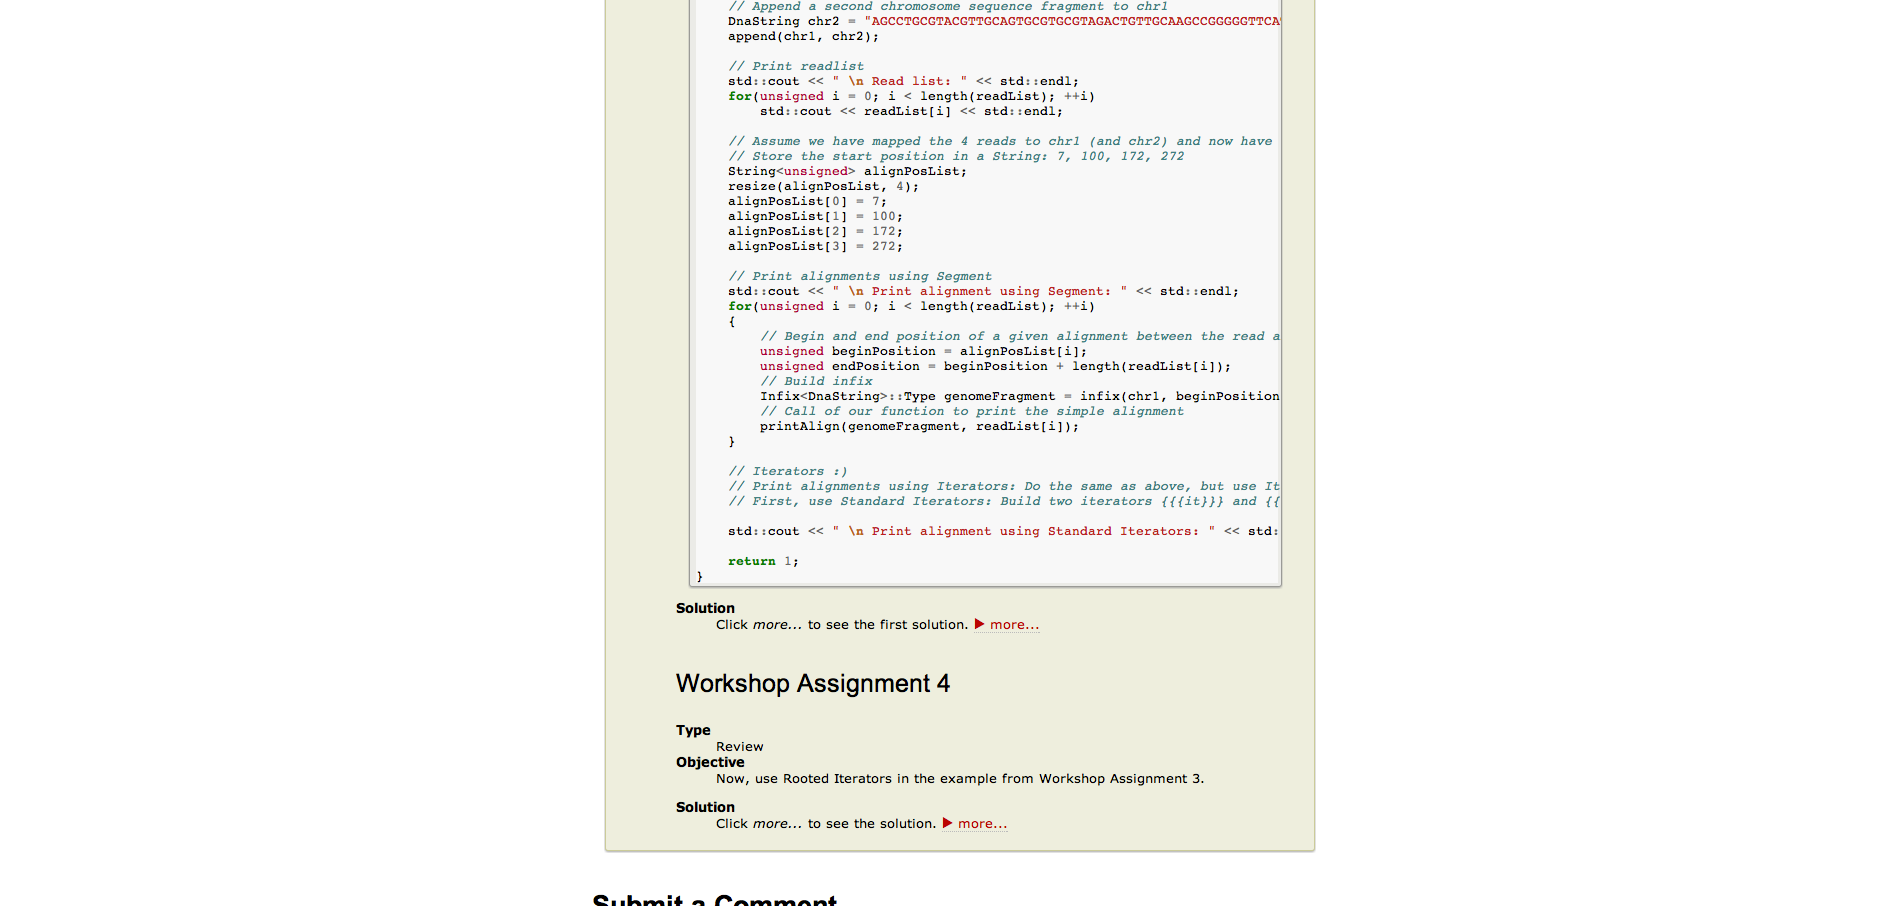 // Append a second chromosome sequence fragment to chr1
DnaString chr2 = "AGCCTGCGTACGTTGCAGTGCGTGCGTAGACTGTTGCAAGCCGGGGGTTCA
append(chr1, chr2);
// Print readlist
std::cout << " \n Read list: " << std::endl;
for(unsigned i = 0; i < length(readList); ++i)
std::cout << readList[i] << std::endl;
// Assume we have mapped the 4 reads to chr1 (and chr2) and now have
// Store the start position in a String: 7, 100, 172, 272
String<unsigned> alignPosList;
resize(alignPosList, 4);
alignPosList[0] = 7;
alignPosList[1] = 100;
alignPosList[2] = 172;
alignPosList[3] = 272;
// Print alignments using Segment
std::cout << " \n Print alignment using Segment: " << std::endl;
for(unsigned i = 0; i < length(readList); ++i)
{
// Begin and end position of a given alignment between the read a
unsigned beginPosition = alignPosList[i];
unsigned endPosition = beginPosition + length(readList[i]);
// Build infix
Infix<DnaString>::Type genomeFragment = infix(chr1, beginPosition
// Call of our function to print the simple alignment
printAlign(genomeFragment, readList[i]);
}
// Iterators :)
// Print alignments using Iterators: Do the same as above, but use It
// First, use Standard Iterators: Build two iterators {{{it}}} and {{
std::cout << " \n Print alignment using Standard Iterators: " << std:
return 1;
}
Solution
Click more... to see the first solution. ▶ more...
Workshop Assignment 4
Type
Review
Objective
Now, use Rooted Iterators in the example from Workshop Assignment 3.
Solution
Click more... to see the solution. ▶ more...
Submit a Comment